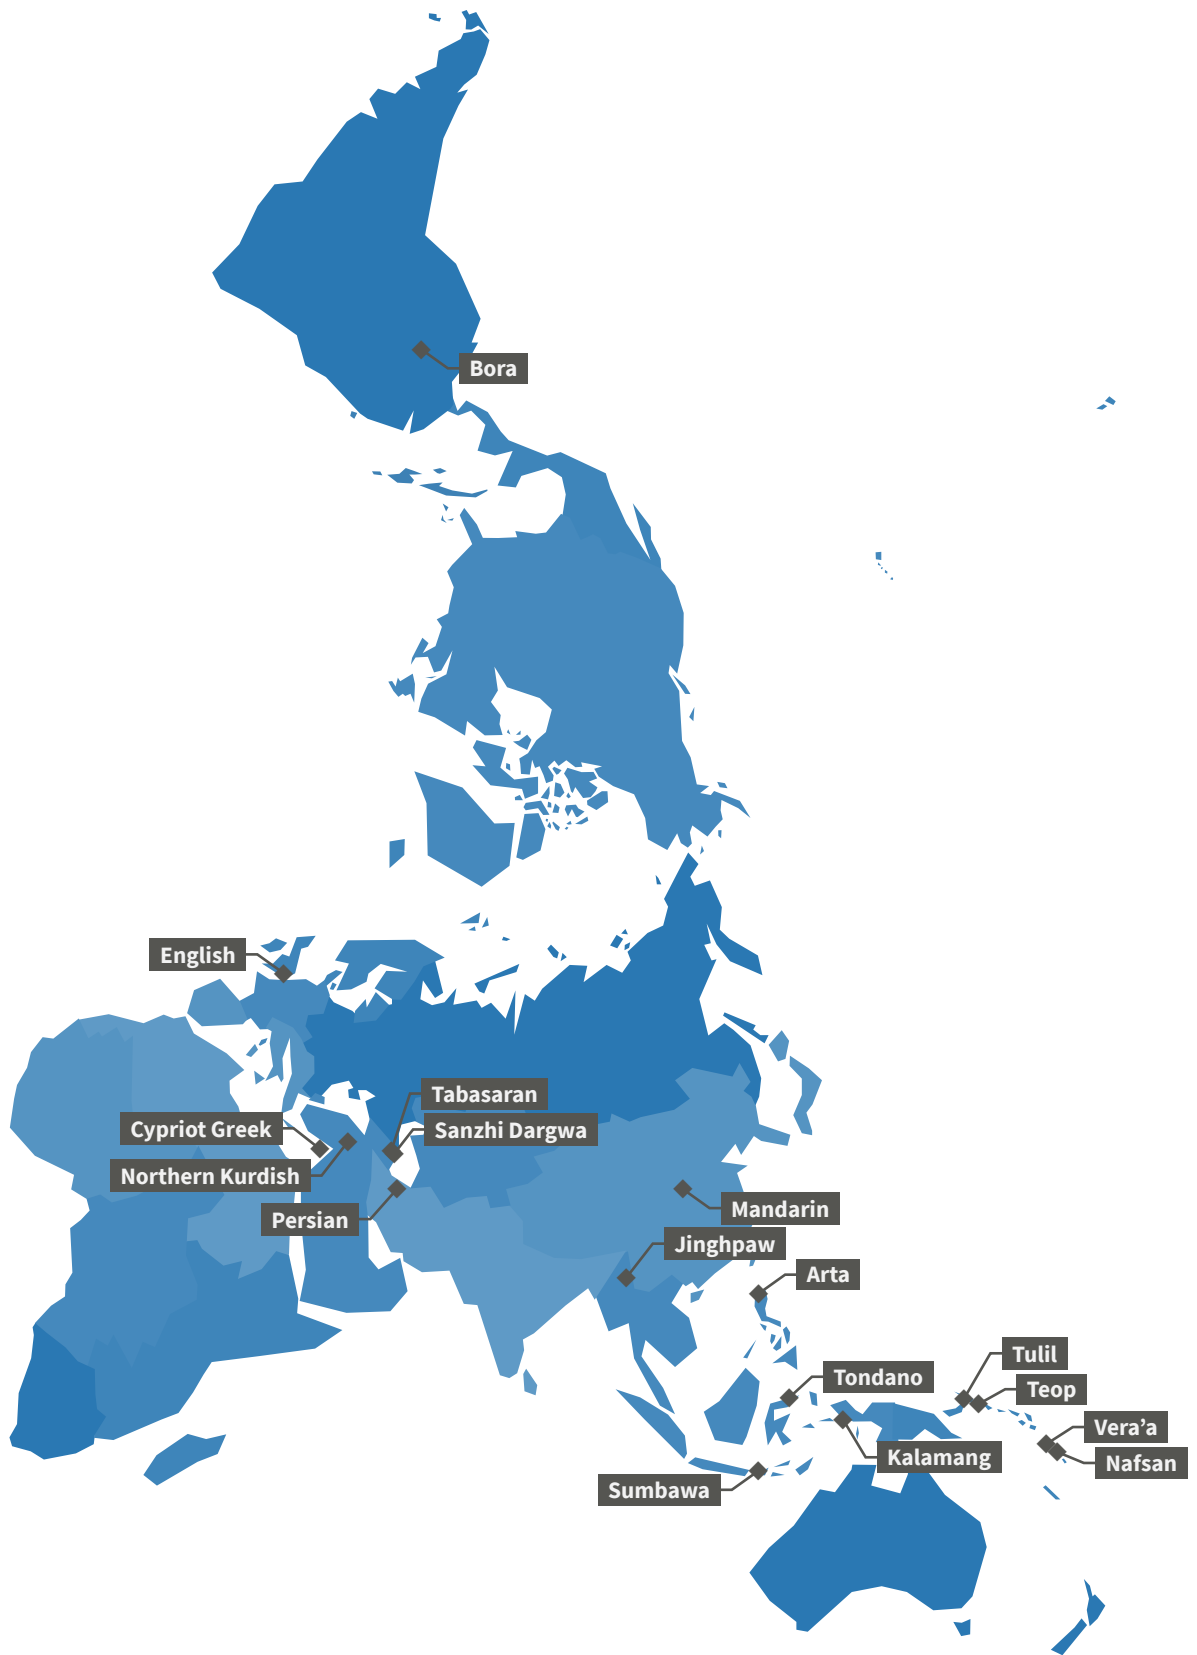 Bora
English
Tabasaran
Sanzhi Dargwa
Cypriot Greek
Northern Kurdish
Persian
Mandarin
Jinghpaw
Arta
Tulil
Tondano
Teop
Vera’a
Kalamang
Nafsan
Sumbawa